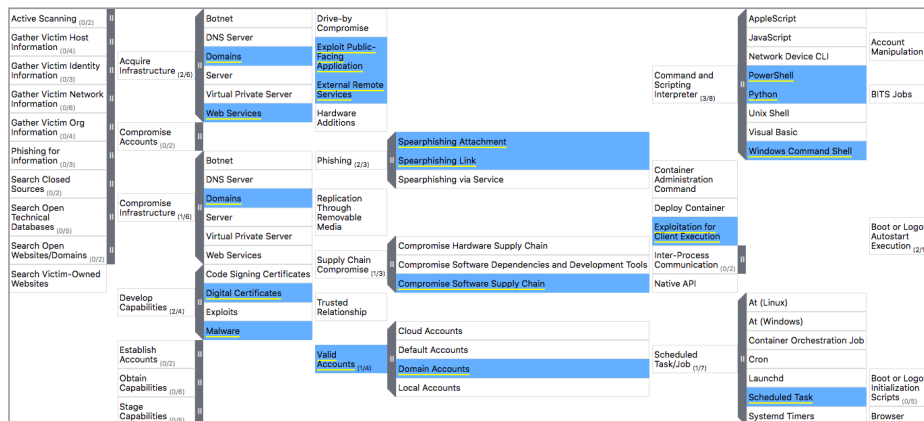 Active Scanning (0/2)
Gather Victim Host
Information (0/4)
Gather Victim Identity
Information (0/3)
Gather Victim Network
Information (0/6)
Gather Victim Org
Information (0/4)
Phishing for
Information (0/3)
Search Closed
Sources (0/2)
Search Open
Technical
Databases (0/5)
Search Open
Websites/Domains (0/2)
Search Victim-Owned
Websites
Acquire
Infrastructure (2/6)
Botnet
DNS Server
Domains
Server
Virtual Private Server
Web Services
Compromise
Accounts (0/2)
Compromise
Infrastructure (1/6)
Botnet
DNS Server
Domains
Server
Virtual Private Server
Web Services
Develop
Capabilities (2/4)
Code Signing Certificates
Digital Certificates
Exploits
Malware
Establish
Accounts (0/2)
Obtain
Capabilities (0/6)
Stage
Capabilities (0/5)
Drive-by
Compromise
Exploit Public-
Facing
Application
External Remote
Services
Hardware
Additions
Phishing (2/3)
Spearphishing Attachment
Spearphishing Link
Spearphishing via Service
Replication
Through
Removable
Media
Supply Chain
Compromise (1/3)
Compromise Hardware Supply Chain
Compromise Software Dependencies and Development Tools
Compromise Software Supply Chain
Trusted
Relationship
Valid
Accounts (1/4)
Cloud Accounts
Default Accounts
Domain Accounts
Local Accounts
Command and
Scripting
Interpreter (3/8)
AppleScript
JavaScript
Network Device CLI
PowerShell
Python
Unix Shell
Visual Basic
Windows Command Shell
Container
Administration
Command
Deploy Container
Exploitation for
Client Execution
Inter-Process
Communication (0/2)
Native API
Scheduled
Task/Job (1/7)
At (Linux)
At (Windows)
Container Orchestration Job
Cron
Launchd
Scheduled Task
Systemd Timers
Account
Manipulation
BITS Jobs
Boot or Logo
Autostart
Execution (2/1
Boot or Logo
Initialization
Scripts (0/5)
Browser